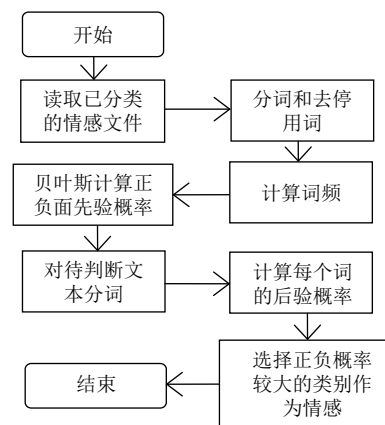 开始
读取已分类
的情感文件
分词和去停
用词
计算词频
贝叶斯计算正
负面先验概率
对待判断文
本分词
计算每个词
的后验概率
选择正负概率
较大的类别作
为情感
结束